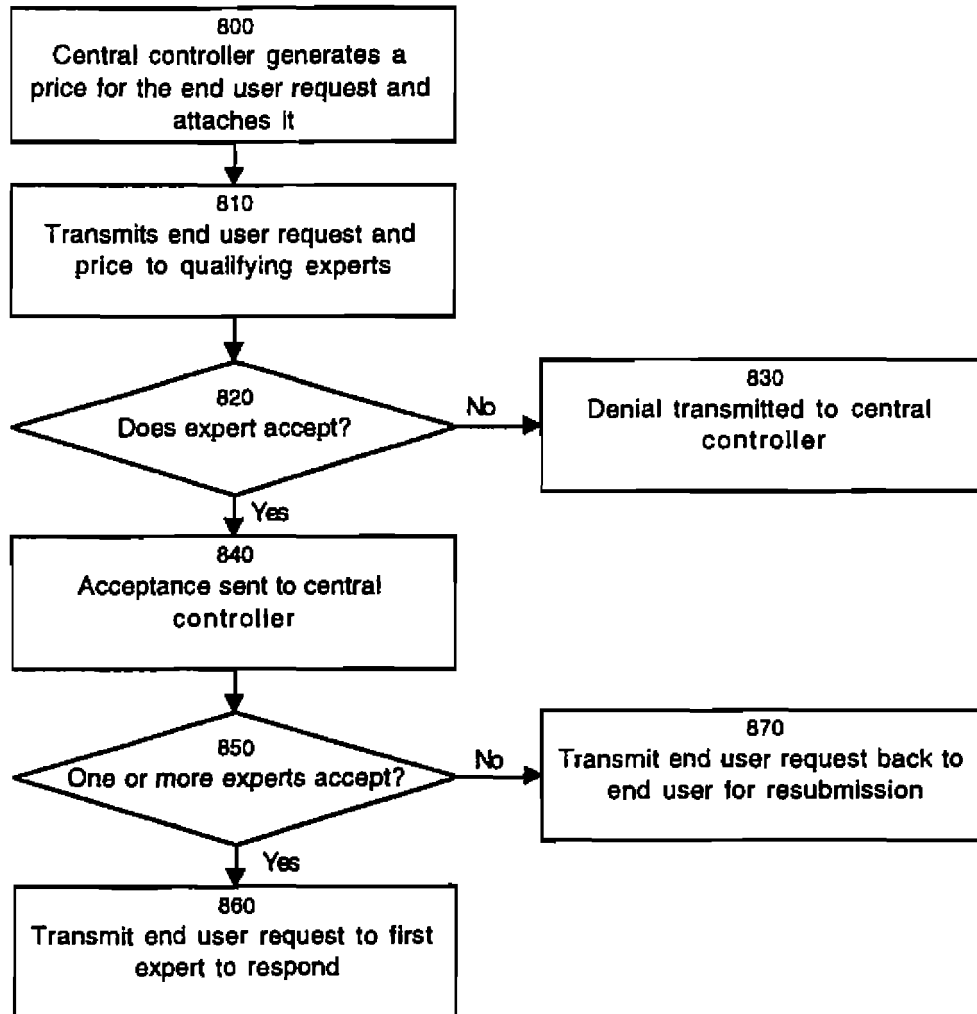 800
Central controller generates a
price for the end user request and
attaches it
810
Transmits end user request and
price to qualifying experts
820
Does expert accept?
No
830
Denial transmitted to central
controller
Yes
840
Acceptance sent to central
controller
850
One or more experts accept?
No
870
Transmit end user request back to
end user for resubmission
Yes
860
Transmit end user request to first
expert to respond